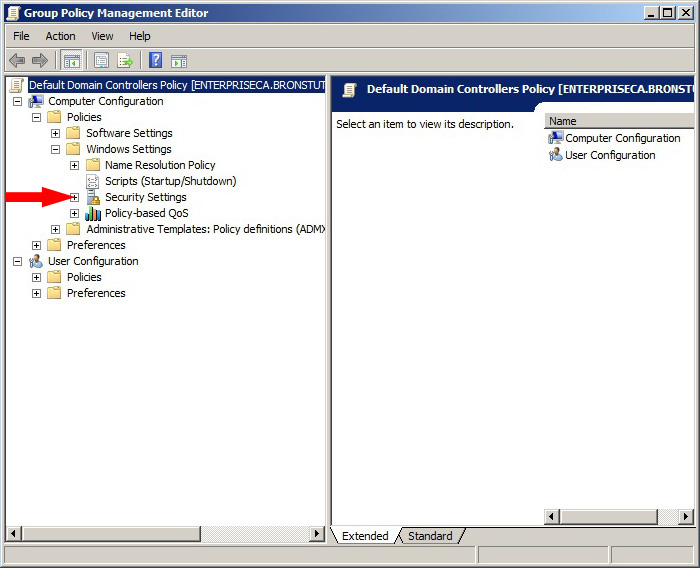 Group Policy Management Editor
File Action View Help
Default Domain Controllers Policy [ENTERPRISECA.BRONSTUT
Computer Configuration
Policies
Software Settings
Windows Settings
Name Resolution Policy
Scripts (Startup/Shutdown)
Security Settings
Policy-based QoS
Administrative Templates: Policy definitions (ADMX
Preferences
User Configuration
Policies
Preferences
Default Domain Controllers Policy [ENTERPRISECA.BRONSTUT
Select an item to view its description.
Name
Computer Configuration
User Configuration
Extended Standard